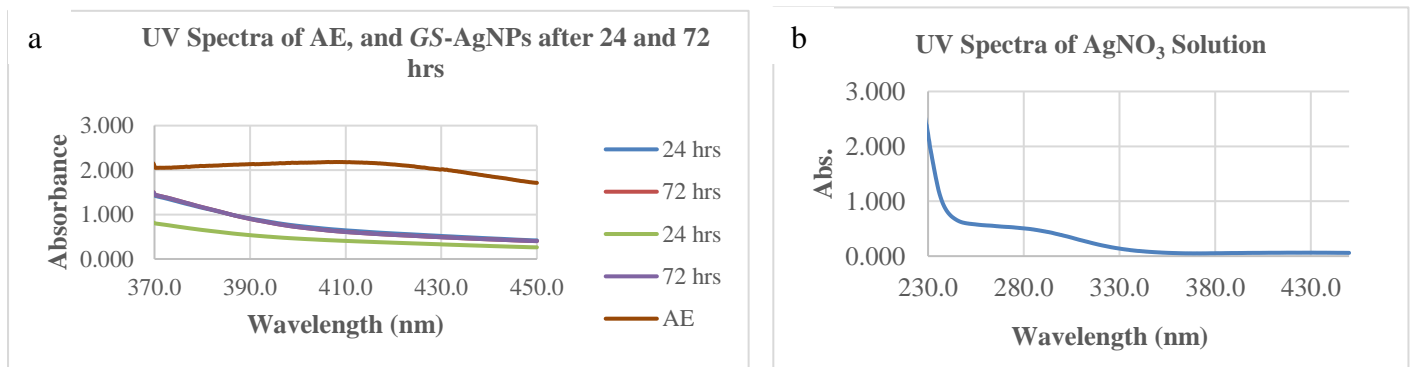 a
UV Spectra of AE, and GS-AgNPs after 24 and 72
hrs
3.000
2.000
1.000
0.000
Absorbance
370.0 390.0 410.0 430.0 450.0
Wavelength (nm)
24 hrs
72 hrs
24 hrs
72 hrs
AE
b
UV Spectra of AgNO₃ Solution
3.000
2.000
1.000
0.000
Abs.
230.0 280.0 330.0 380.0 430.0
Wavelength (nm)